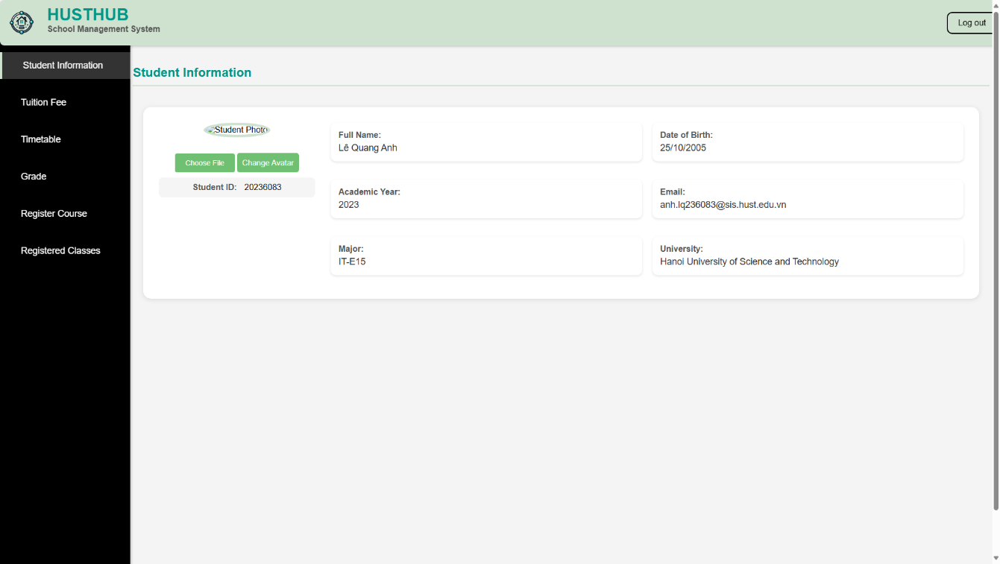 HUSTHUB
School Management System
Log out
Student Information
Tuition Fee
Timetable
Grade
Register Course
Registered Classes
Student Information
Student Photo
Choose File
Change Avatar
Student ID: 20236083
Full Name:
Lê Quang Anh
Date of Birth:
25/10/2005
Academic Year:
2023
Email:
anh.lq236083@sis.hust.edu.vn
Major:
IT-E15
University:
Hanoi University of Science and Technology